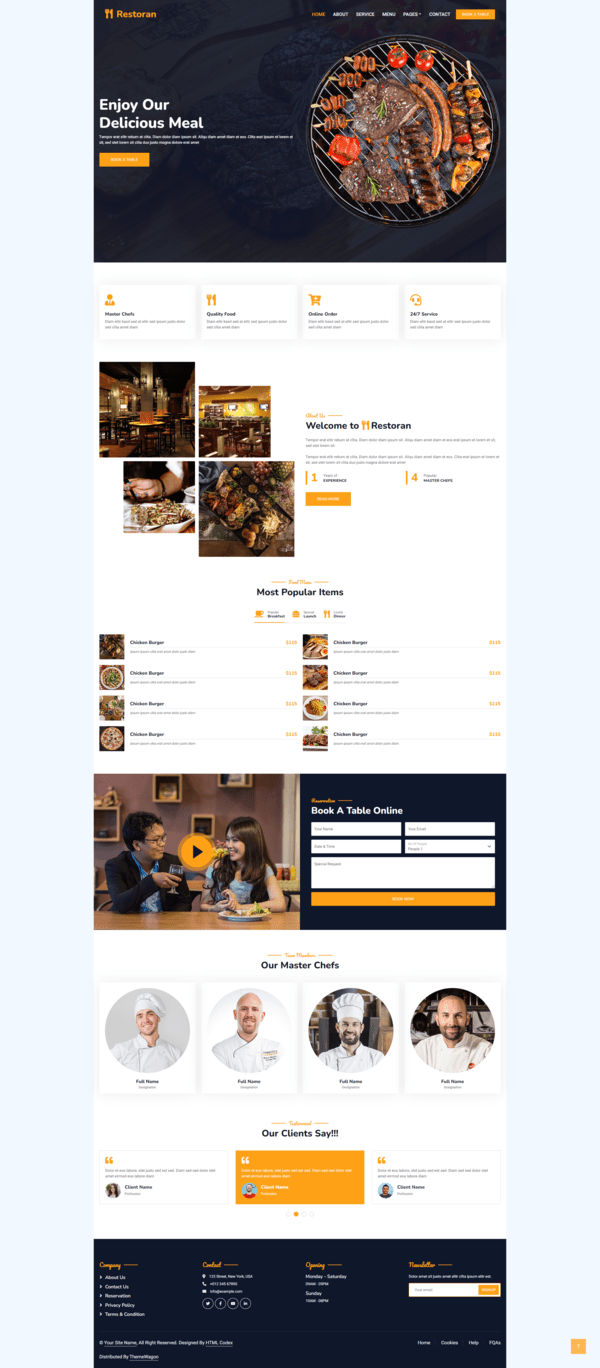 Restoran
HOME ABOUT SERVICE MENU PAGES CONTACT BOOK A TABLE
Enjoy Our
Delicious Meal
Tempor erat elitr rebum at clita. Diam dolor diam ipsum sit. Aliqu diam amet diam et eos. Clita erat ipsum et lorem et
sit, sed stet lorem sit clita duo justo magna dolore erat amet
BOOK A TABLE
Master Chefs
Diam elitr kasd sed at elitr sed ipsum justo dolor
sed clita amet diam
Quality Food
Diam elitr kasd sed at elitr sed ipsum justo dolor
sed clita amet diam
Online Order
Diam elitr kasd sed at elitr sed ipsum justo dolor
sed clita amet diam
24/7 Service
Diam elitr kasd sed at elitr sed ipsum justo dolor
sed clita amet diam
About Us
Welcome to Restoran
Tempor erat elitr rebum at clita. Diam dolor diam ipsum sit. Aliqu diam amet diam et eos erat ipsum et lorem et sit,
sed stet lorem sit.
Tempor erat elitr rebum at clita. Diam dolor diam ipsum sit. Aliqu diam amet diam et eos. Clita erat ipsum et lorem et
sit, sed stet lorem sit clita duo justo magna dolore erat amet
1 Years of
EXPERIENCE
4 Popular
MASTER CHEFS
READ MORE
Food Menu
Most Popular Items
Popular
Breakfast
Special
Launch
Lovely
Dinner
Chicken Burger $115
Ipsum ipsum clita erat amet dolor justo diam
Chicken Burger $115
Ipsum ipsum clita erat amet dolor justo diam
Chicken Burger $115
Ipsum ipsum clita erat amet dolor justo diam
Chicken Burger $115
Ipsum ipsum clita erat amet dolor justo diam
Chicken Burger $115
Ipsum ipsum clita erat amet dolor justo diam
Chicken Burger $115
Ipsum ipsum clita erat amet dolor justo diam
Chicken Burger $115
Ipsum ipsum clita erat amet dolor justo diam
Chicken Burger $115
Ipsum ipsum clita erat amet dolor justo diam
Reservation
Book A Table Online
Your Name
Your Email
Date & Time
No Of People
People 1
Special Request
BOOK NOW
Team Members
Our Master Chefs
Full Name
Designation
Full Name
Designation
Full Name
Designation
Full Name
Designation
Testimonial
Our Clients Say!!!
Dolor et eos labore, stet justo sed est sed. Diam sed sed dolor stet
amet eirmod eos labore diam
Client Name
Profession
Dolor et eos labore, stet justo sed est sed. Diam sed sed dolor stet
amet eirmod eos labore diam
Client Name
Profession
Dolor et eos labore, stet justo sed est sed. Diam sed sed dolor stet
amet eirmod eos labore diam
Client Name
Profession
Company
About Us
Contact Us
Reservation
Privacy Policy
Terms & Condition
Contact
123 Street, New York, USA
+012 345 67890
info@example.com
Opening
Monday - Saturday
09AM - 09PM
Sunday
10AM - 08PM
Newsletter
Dolor amet sit justo amet elitr clita ipsum elitr est.
Your email
SIGNUP
© Your Site Name, All Right Reserved. Designed By HTML Codex
Distributed By ThemeWagon
Home Cookies Help FQAs